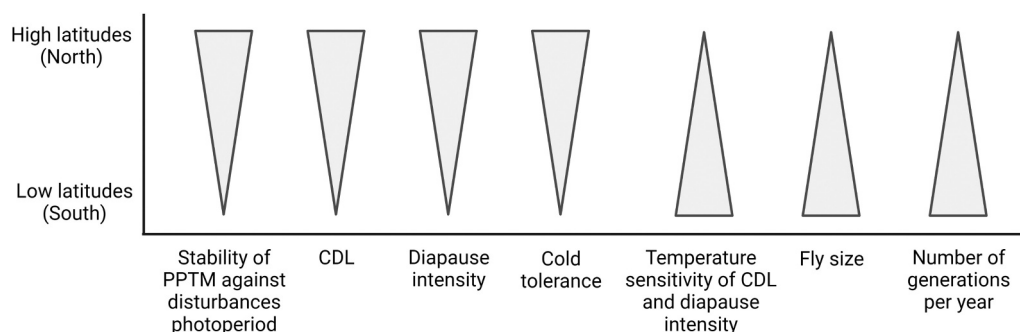 High latitudes
(North)
Low latitudes
(South)
Stability of
PPTM against
disturbances
photoperiod
CDL
Diapause
intensity
Cold
tolerance
Temperature
sensitivity of CDL
and diapause
intensity
Fly size
Number of
generations
per year